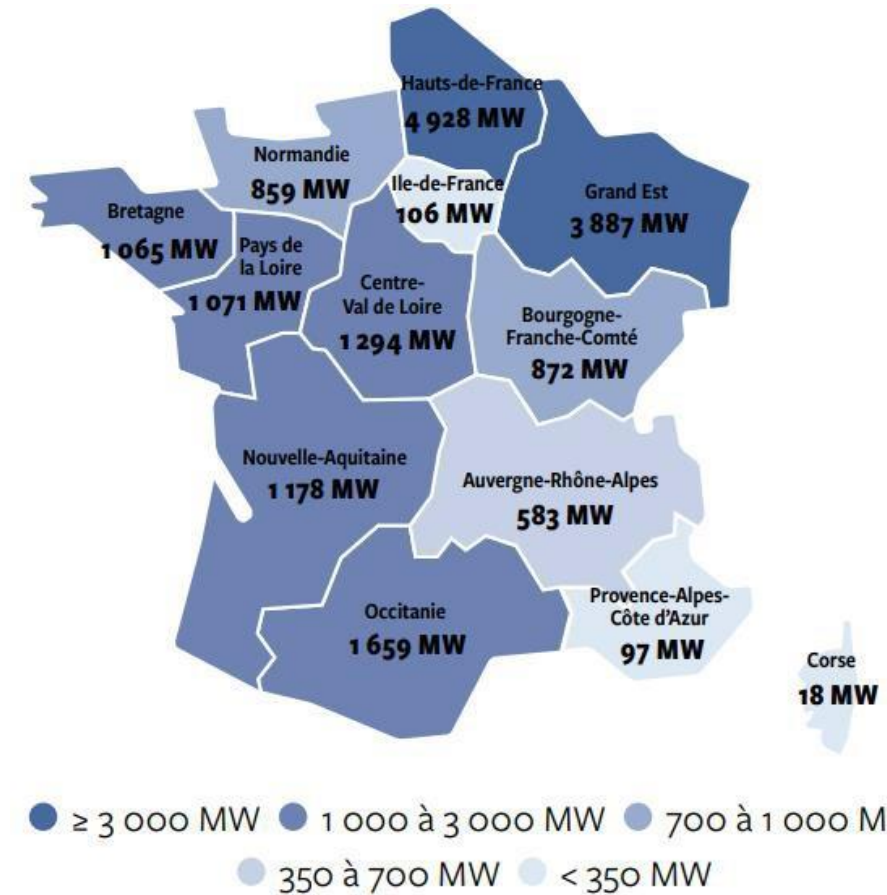 Hauts-de-France
4 928 MW
Normandie
859 MW
Ile-de-France
106 MW
Grand Est
3 887 MW
Bretagne
1 065 MW
Pays de
la Loire
1 071 MW
Centre-
Val de Loire
1 294 MW
Bourgogne-
Franche-Comté
872 MW
Nouvelle-Aquitaine
1 178 MW
Auvergne-Rhône-Alpes
583 MW
Occitanie
1 659 MW
Provence-Alpes-
Côte d'Azur
97 MW
Corse
18 MW
≥ 3 000 MW 1 000 à 3 000 MW 700 à 1 000 M
350 à 700 MW < 350 MW